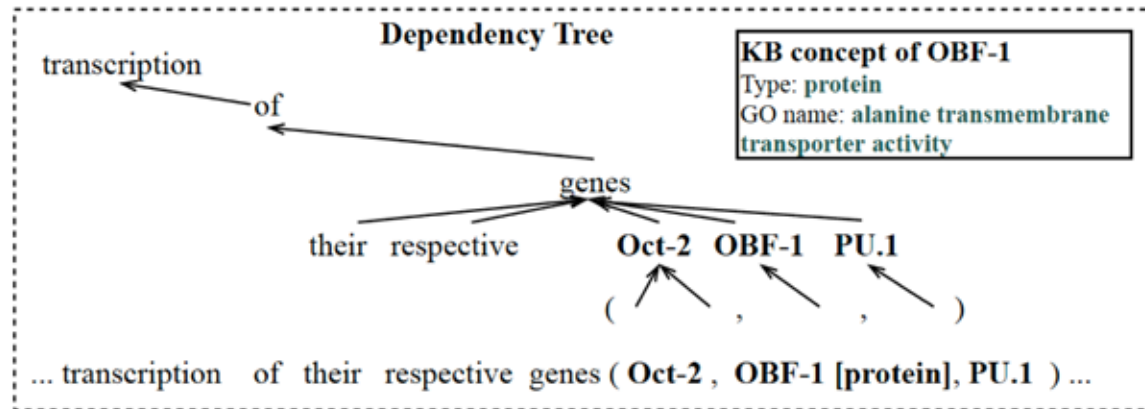 Dependency Tree
KB concept of OBF-1
Type: protein
GO name: alanine transmembrane
transporter activity
transcription
of
genes
their respective Oct-2 OBF-1 PU.1
( , , )
... transcription of their respective genes ( Oct-2 , OBF-1 [protein], PU.1 ) ...